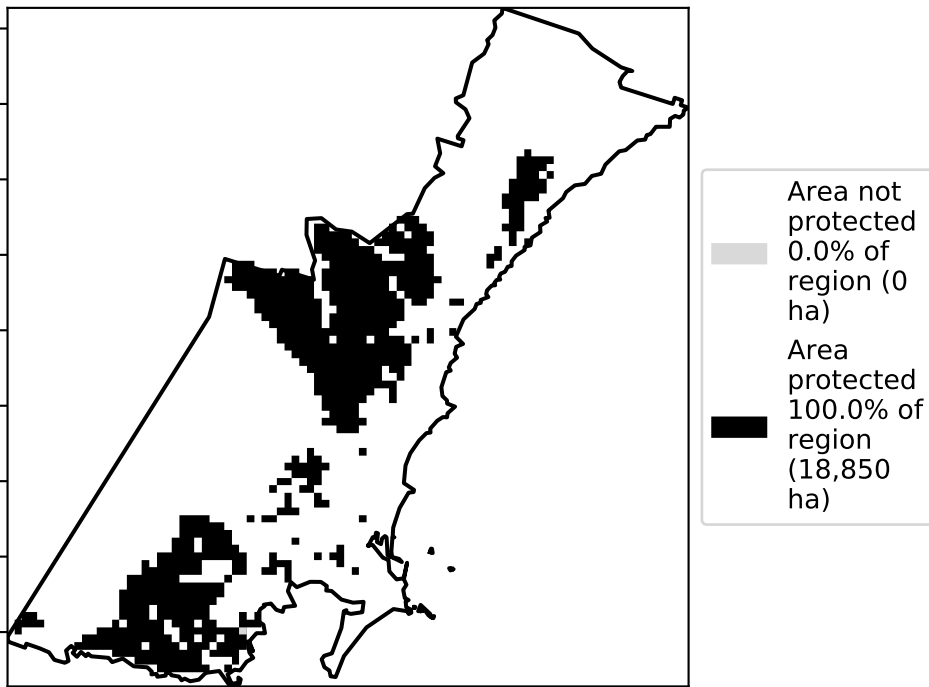 Area not
protected
0.0% of
region (0
ha)
Area
protected
100.0% of
region
(18,850
ha)